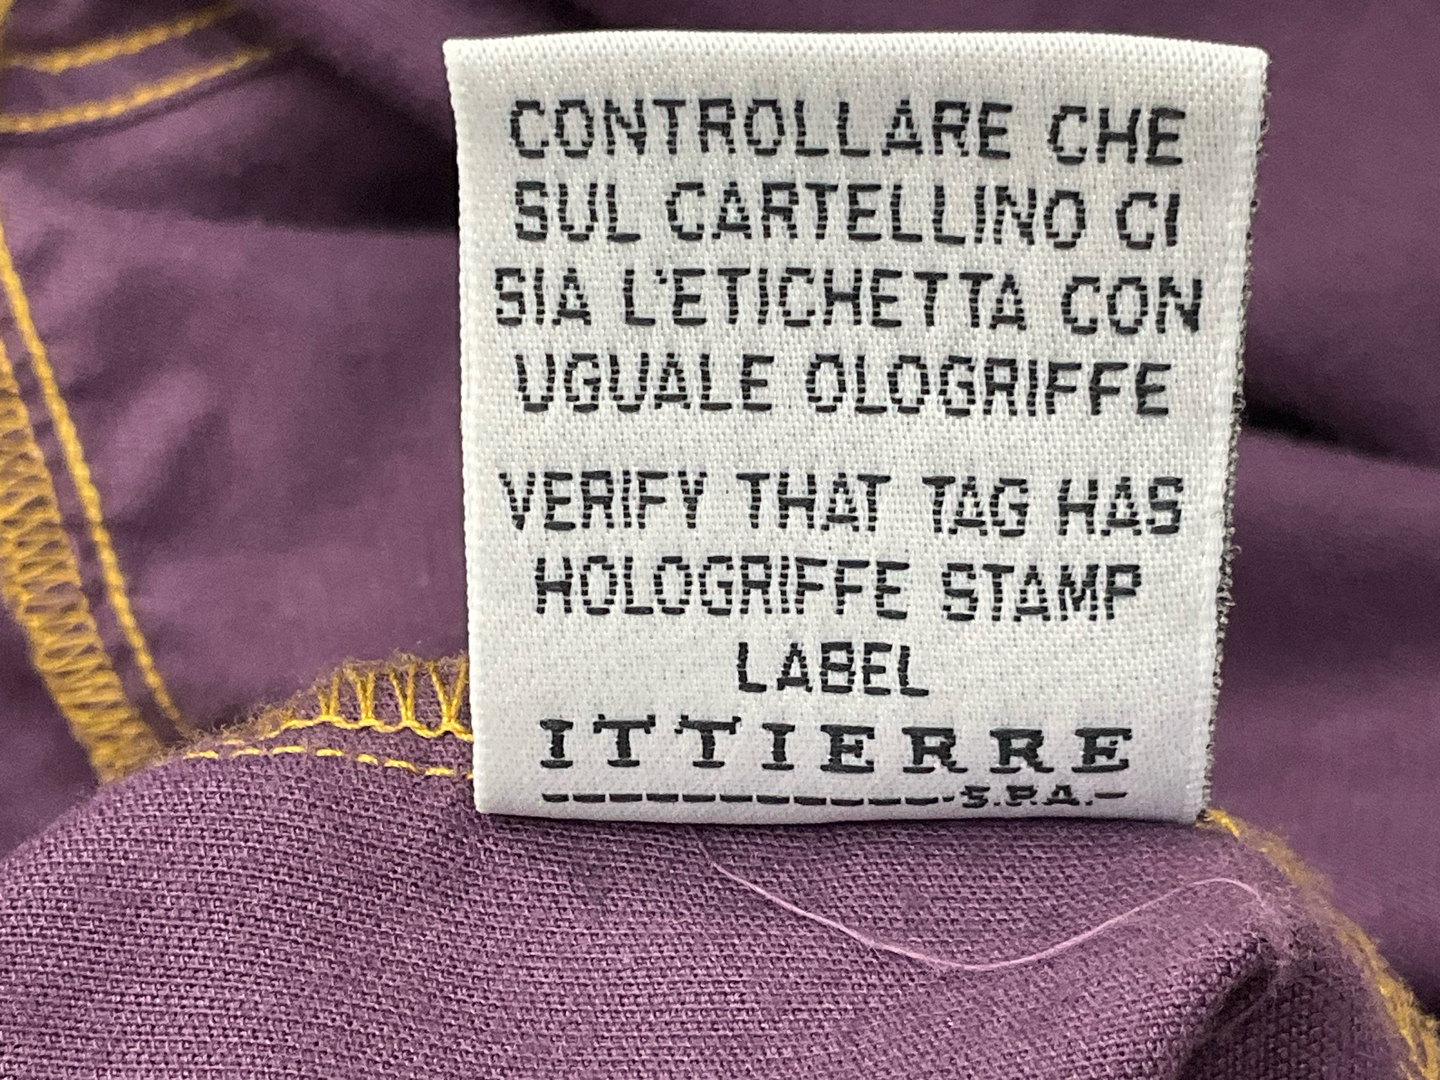 CONTROLLARE CHE
SUL CARTELLINO CI
SIA L'ETICHETTA CON
UGUALE OLOGRIFFE
VERIFY THAT TAG HAS
HOLOGRIFFE STAMP
LABEL
ITTIERRE
S.P.A.